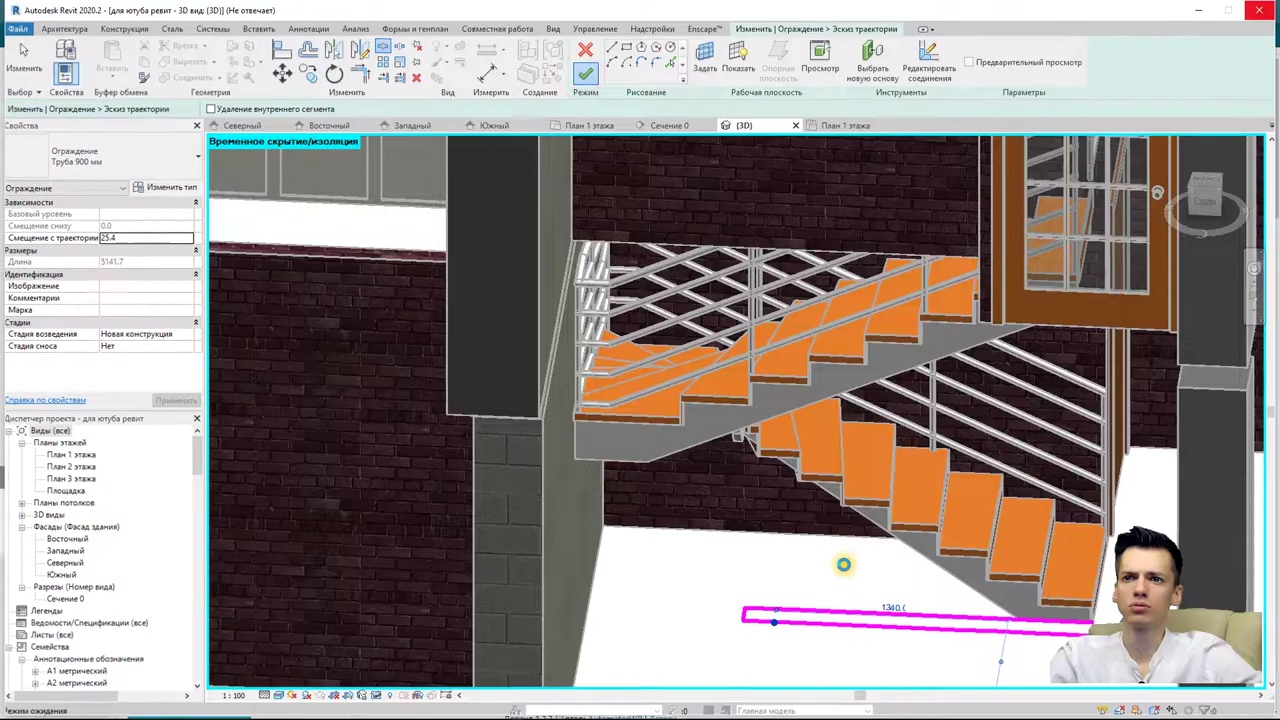 Autodesk Revit 2020.2 - [для ютуба ревит - 3D вид: {3D}] (Не отвечает)
Файл Архитектура Конструкция Сталь Системы Вставить Аннотации Анализ Формы и генплан Совместная работа Вид Управление Надстройки Enscape™ Изменить | Ограждение > Эскиз траектории
Врезка
Вырезать
Соединить
Предварительный просмотр
Изменить
Вставить
Задать Показать Опорная плоскость Просмотр Выбрать новую основу Редактировать соединения
Выбор Свойства Буфер обмена Геометрия Изменить Вид Измерить Создание Режим Рисование Рабочая плоскость Инструменты Параметры
Изменить | Ограждение > Эскиз траектории
Удаление внутреннего сегмента
Свойства
Северный Восточный Западный Южный План 1 этажа Сечение 0 {3D} План 1 этажа
Временное скрытие/изоляция
Ограждение
Труба 900 мм
Ограждение
Изменить тип
Зависимости
Базовый уровень
Смещение снизу 0.0
Смещение с траектории 25.4
Размеры
Длина 5141.7
Идентификация
Изображение
Комментарии
Марка
Стадии
Стадия возведения Новая конструкция
Стадия сноса Нет
Справка по свойствам
Применить
Диспетчер проекта - для ютуба ревит
Виды (все)
Планы этажей
План 1 этажа
План 2 этажа
План 3 этажа
Площадка
Планы потолков
3D виды
Фасады (Фасад здания)
Восточный
Западный
Северный
Южный
Разрезы (Номер вида)
Сечение 0
Легенды
Ведомости/Спецификации (все)
Листы (все)
Семейства
Аннотационные обозначения
А1 метрический
А2 метрический
1340.0
1 : 100
Режим ожидания
:0
Главная модель
:0